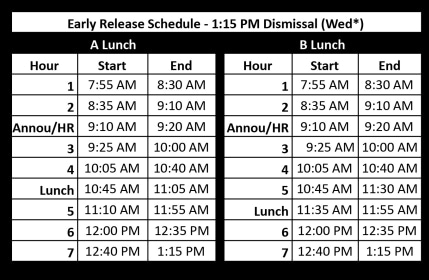 Early Release Schedule - 1:15 PM Dismissal (Wed*)
A Lunch B Lunch
Hour Start End Hour Start End
1 7:55 AM 8:30 AM 1 7:55 AM 8:30 AM
2 8:35 AM 9:10 AM 2 8:35 AM 9:10 AM
Annou/HR 9:10 AM 9:20 AM Annou/HR 9:10 AM 9:20 AM
3 9:25 AM 10:00 AM 3 9:25 AM 10:00 AM
4 10:05 AM 10:40 AM 4 10:05 AM 10:40 AM
Lunch 10:45 AM 11:05 AM 5 10:45 AM 11:30 AM
5 11:10 AM 11:55 AM Lunch 11:35 AM 11:55 AM
6 12:00 PM 12:35 PM 6 12:00 PM 12:35 PM
7 12:40 PM 1:15 PM 7 12:40 PM 1:15 PM